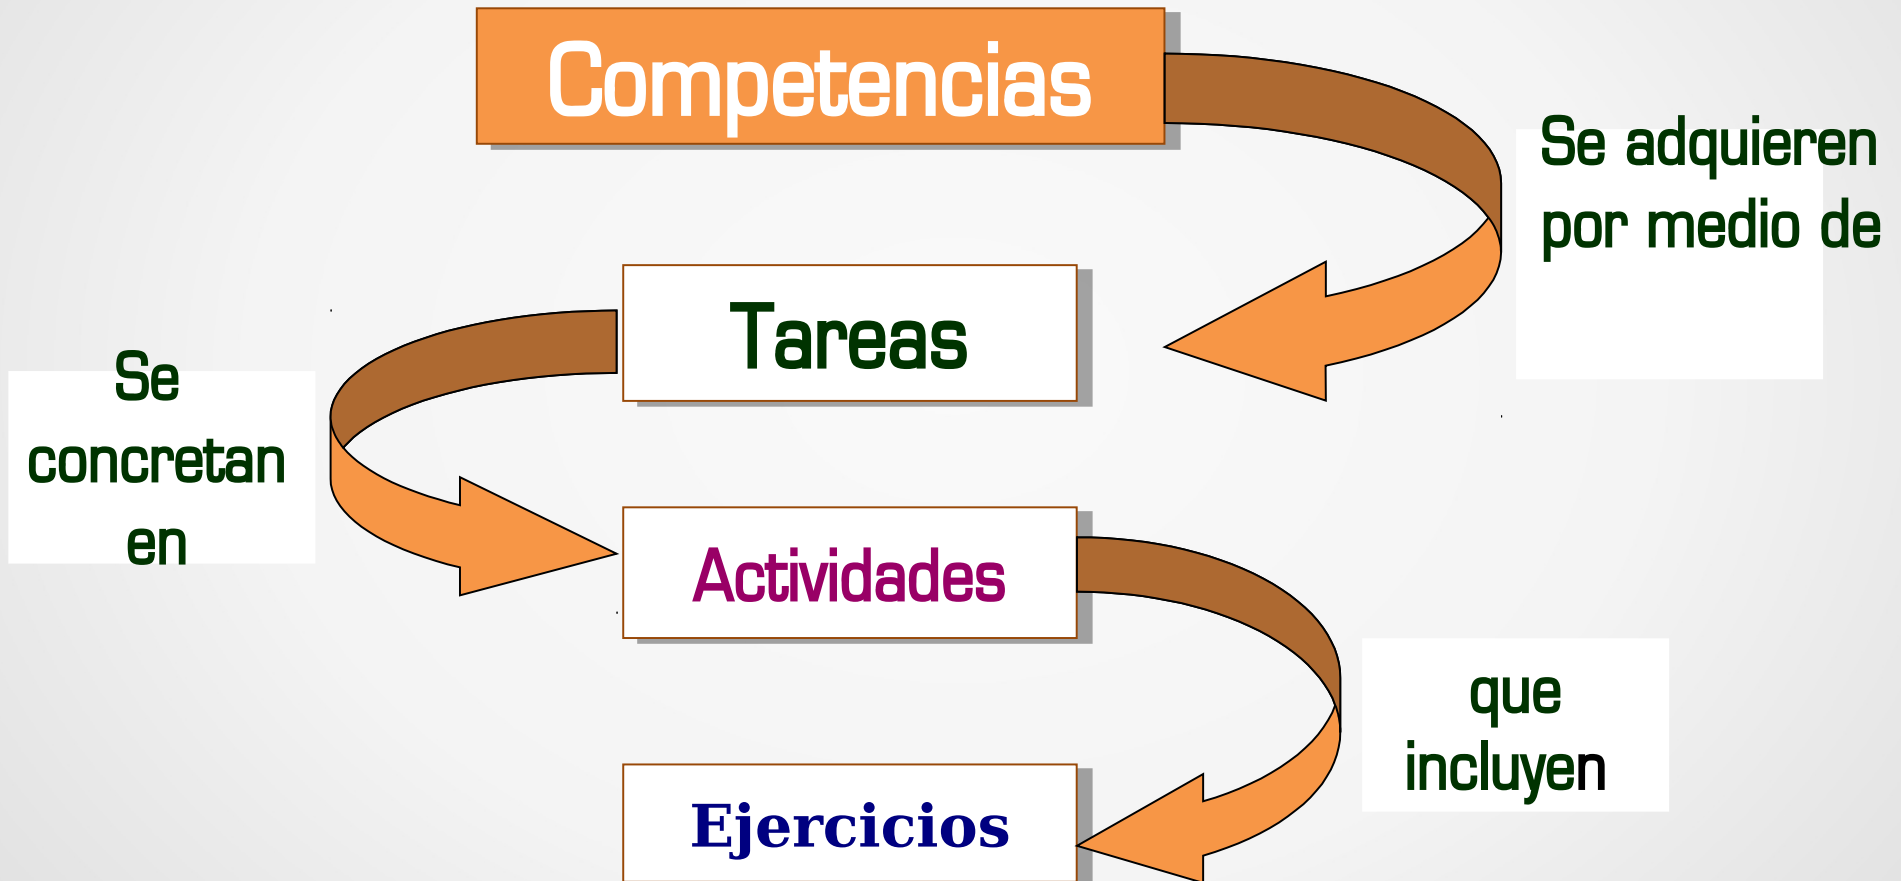 Competencias
Se adquieren
por medio de
Tareas
Se
concretan
en
Actividades
que
incluyen
Ejercicios